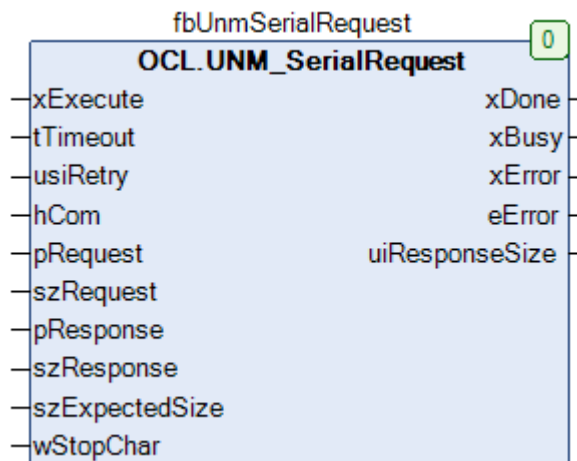 fbUnmSerialRequest
0
OCL.UNM_SerialRequest
xExecute xDone
tTimeout xBusy
usiRetry xError
hCom eError
pRequest uiResponseSize
szRequest
pResponse
szResponse
szExpectedSize
wStopChar